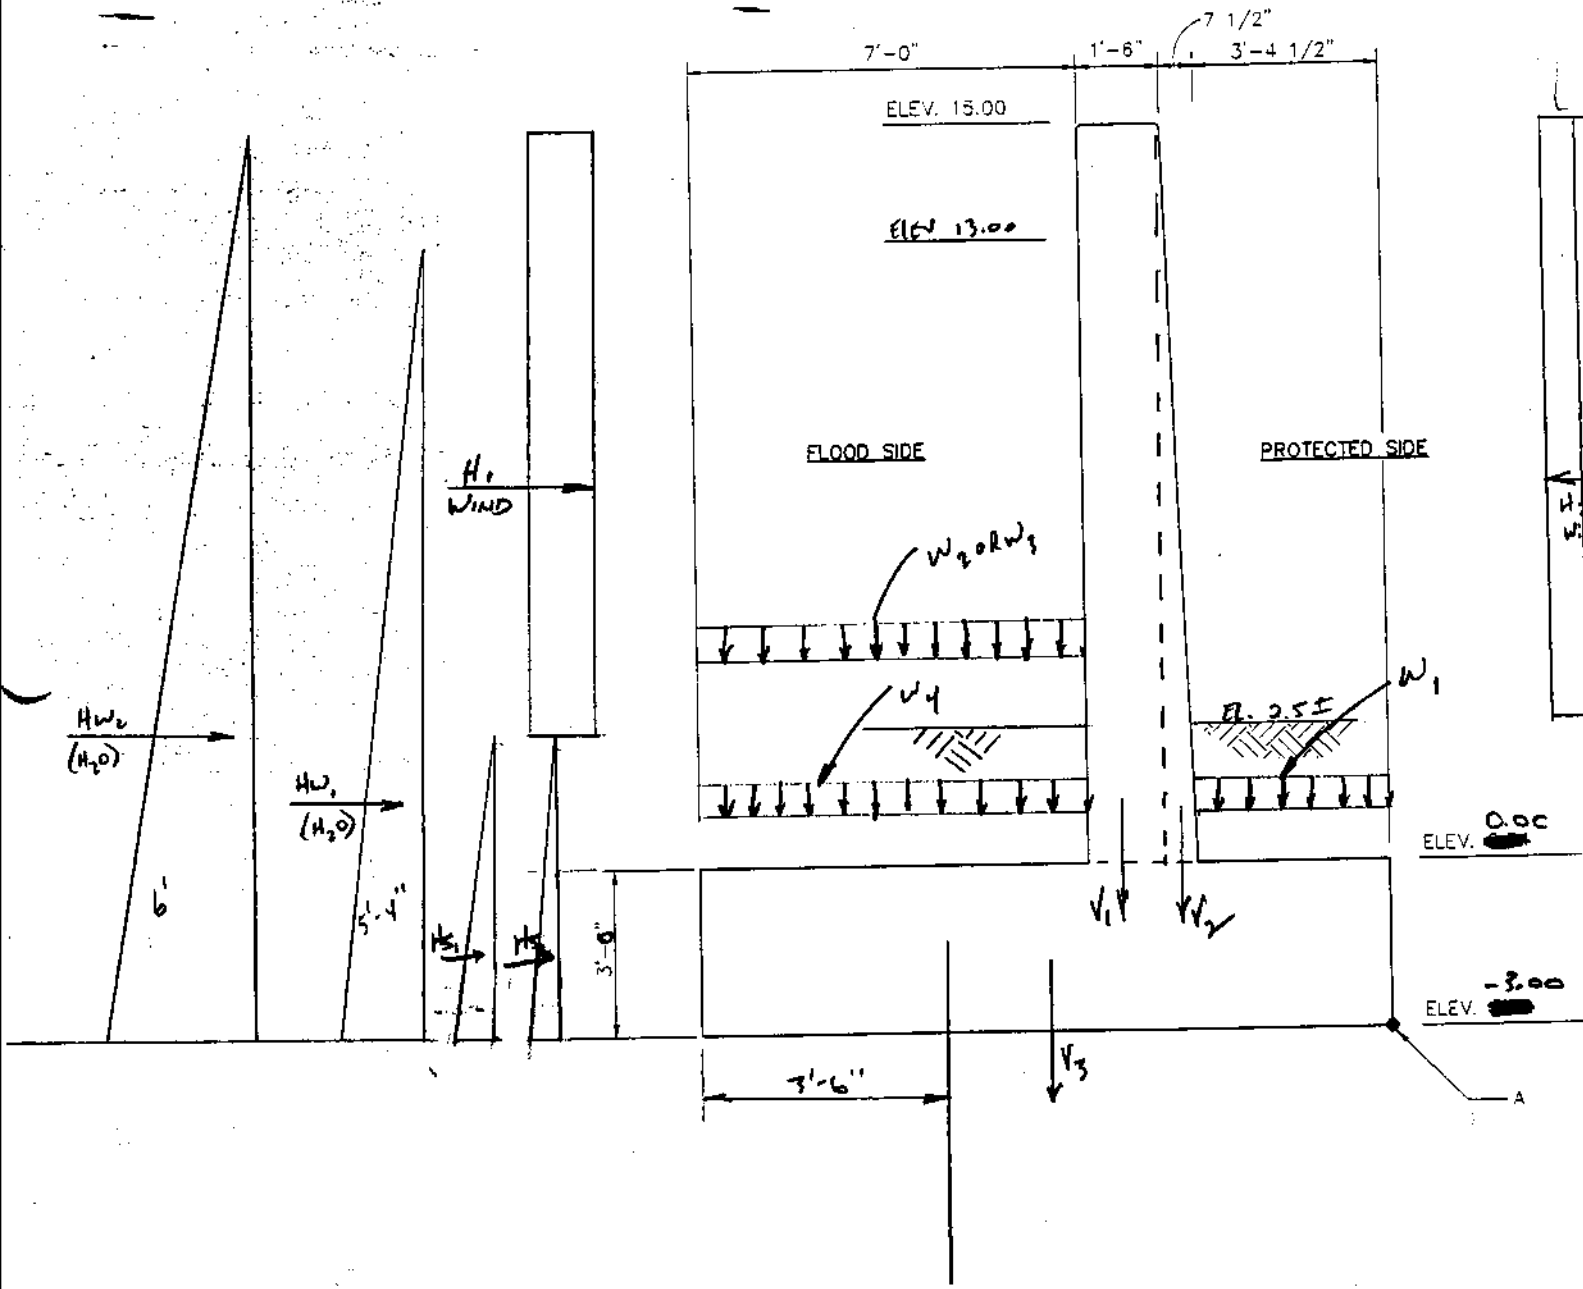 7 1/2"
7'-0"
1'-6"
3'-4 1/2"
ELEV. 15.00
ELEV 13.00
FLOOD SIDE
PROTECTED SIDE
H1
WIND
W2 OR W3
W4
EL. 2.5±
W1
HW2
(H2O)
HW1
(H2O)
ELEV. 0.00
6'
5'-4"
HS1
HS
3'-0"
V1
V2
ELEV. -3.00
3'-6"
V3
A